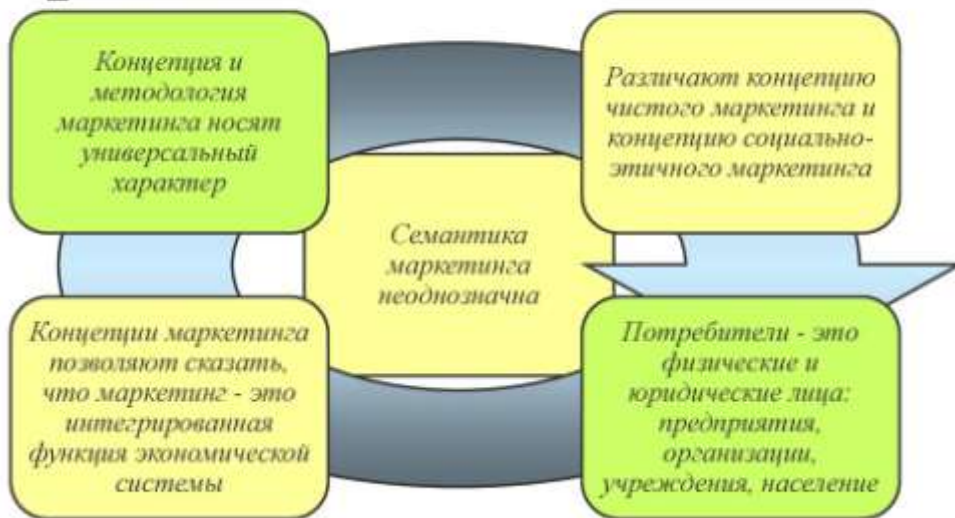 Концепция и
методология
маркетинга носят
универсальный
характер
Различают концепцию
чистого маркетинга и
концепцию социально-
этичного маркетинга
Семантика
маркетинга
неоднозначна
Концепции маркетинга
позволяют сказать,
что маркетинг - это
интегрированная
функция экономической
системы
Потребители - это
физические и
юридические лица:
предприятия,
организации,
учреждения, население